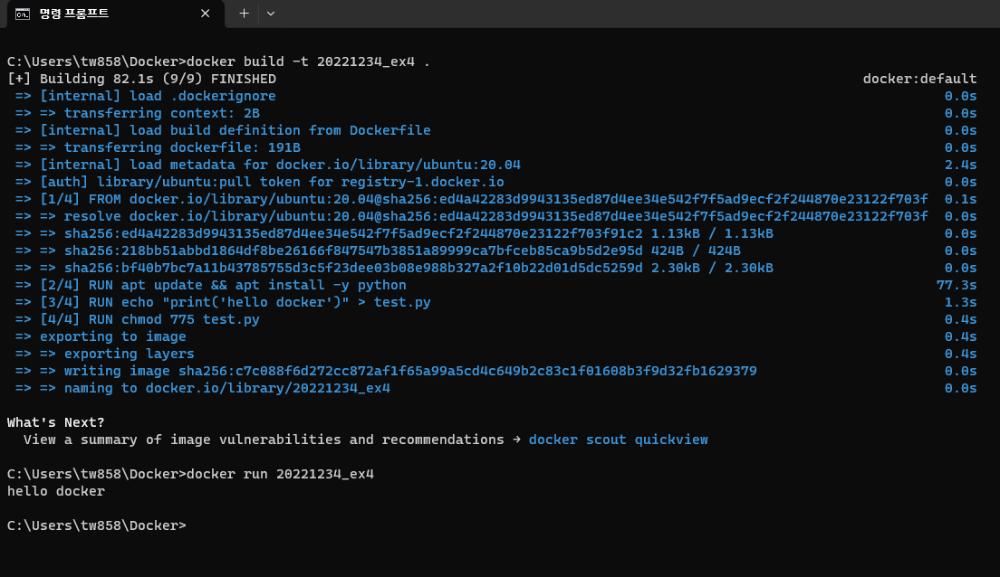 명령 프롬프트
C:\Users\tw858\Docker>docker build -t 20221234_ex4 .
[+] Building 82.1s (9/9) FINISHED docker:default
=> [internal] load .dockerignore 0.0s
=> => transferring context: 2B 0.0s
=> [internal] load build definition from Dockerfile 0.0s
=> => transferring dockerfile: 191B 0.0s
=> [internal] load metadata for docker.io/library/ubuntu:20.04 2.4s
=> [auth] library/ubuntu:pull token for registry-1.docker.io 0.0s
=> [1/4] FROM docker.io/library/ubuntu:20.04@sha256:ed4a42283d9943135ed87d4ee34e542f7f5ad9ecf2f244870e23122f703f 0.1s
=> => resolve docker.io/library/ubuntu:20.04@sha256:ed4a42283d9943135ed87d4ee34e542f7f5ad9ecf2f244870e23122f703f 0.0s
=> => sha256:ed4a42283d9943135ed87d4ee34e542f7f5ad9ecf2f244870e23122f703f91c2 1.13kB / 1.13kB 0.0s
=> => sha256:218bb51abbd1864df8be26166f847547b3851a89999ca7bfceb85ca9b5d2e95d 424B / 424B 0.0s
=> => sha256:bf40b7bc7a11b43785755d3c5f23dee03b08e988b327a2f10b22d01d5dc5259d 2.30kB / 2.30kB 0.0s
=> [2/4] RUN apt update && apt install -y python 77.3s
=> [3/4] RUN echo "print('hello docker')" > test.py 1.3s
=> [4/4] RUN chmod 775 test.py 0.4s
=> exporting to image 0.4s
=> => exporting layers 0.4s
=> => writing image sha256:c7c088f6d272cc872af1f65a99a5cd4c649b2c83c1f01608b3f9d32fb1629379 0.0s
=> => naming to docker.io/library/20221234_ex4 0.0s
What's Next?
View a summary of image vulnerabilities and recommendations → docker scout quickview
C:\Users\tw858\Docker>docker run 20221234_ex4
hello docker
C:\Users\tw858\Docker>